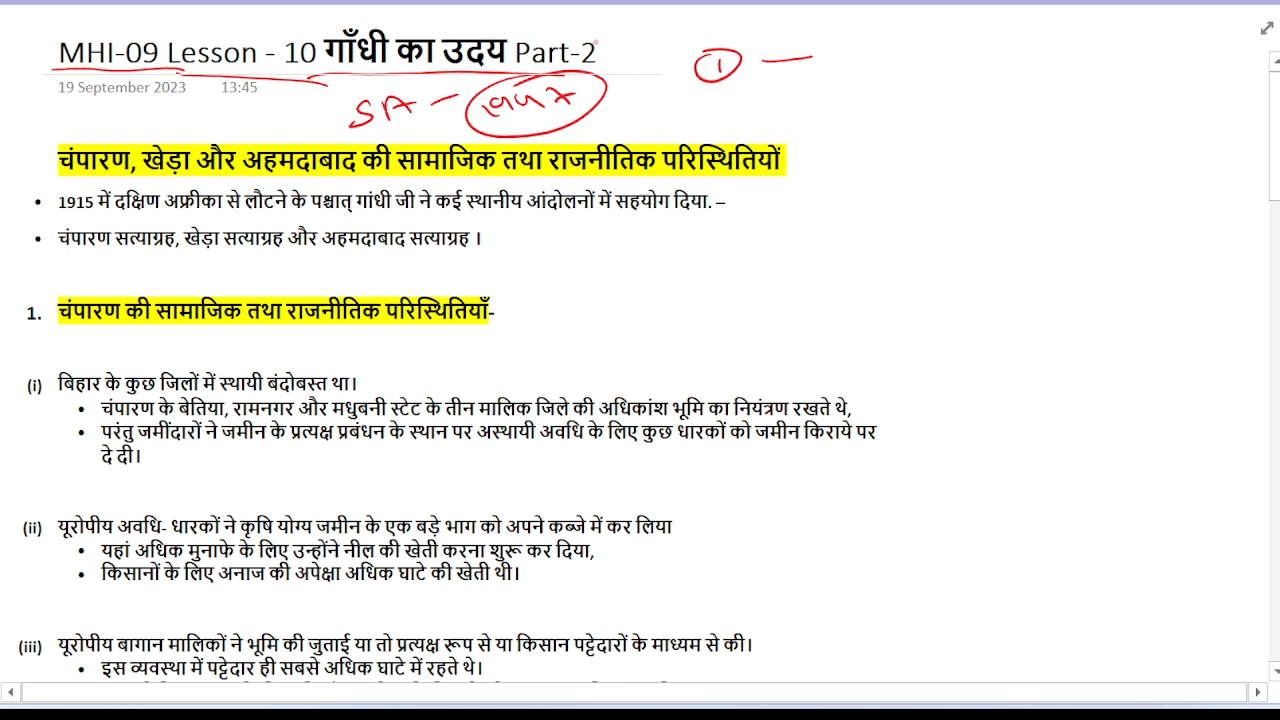 MHI-09 Lesson - 10 गाँधी का उदय Part-2
19 September 2023 13:45
① —
SA —
चंपारण, खेड़ा और अहमदाबाद की सामाजिक तथा राजनीतिक परिस्थितियों
• 1915 में दक्षिण अफ्रीका से लौटने के पश्चात् गांधी जी ने कई स्थानीय आंदोलनों में सहयोग दिया. –
• चंपारण सत्याग्रह, खेड़ा सत्याग्रह और अहमदाबाद सत्याग्रह ।
1. चंपारण की सामाजिक तथा राजनीतिक परिस्थितियाँ-
(i) बिहार के कुछ जिलों में स्थायी बंदोबस्त था।
• चंपारण के बेतिया, रामनगर और मधुबनी स्टेट के तीन मालिक जिले की अधिकांश भूमि का नियंत्रण रखते थे,
• परंतु जमींदारों ने जमीन के प्रत्यक्ष प्रबंधन के स्थान पर अस्थायी अवधि के लिए कुछ धारकों को जमीन किराये पर
दे दी।
(ii) यूरोपीय अवधि- धारकों ने कृषि योग्य जमीन के एक बड़े भाग को अपने कब्जे में कर लिया
• यहां अधिक मुनाफे के लिए उन्होंने नील की खेती करना शुरू कर दिया,
• किसानों के लिए अनाज की अपेक्षा अधिक घाटे की खेती थी।
(iii) यूरोपीय बागान मालिकों ने भूमि की जुताई या तो प्रत्यक्ष रूप से या किसान पट्टेदारों के माध्यम से की।
• इस व्यवस्था में पट्टेदार ही सबसे अधिक घाटे में रहते थे।